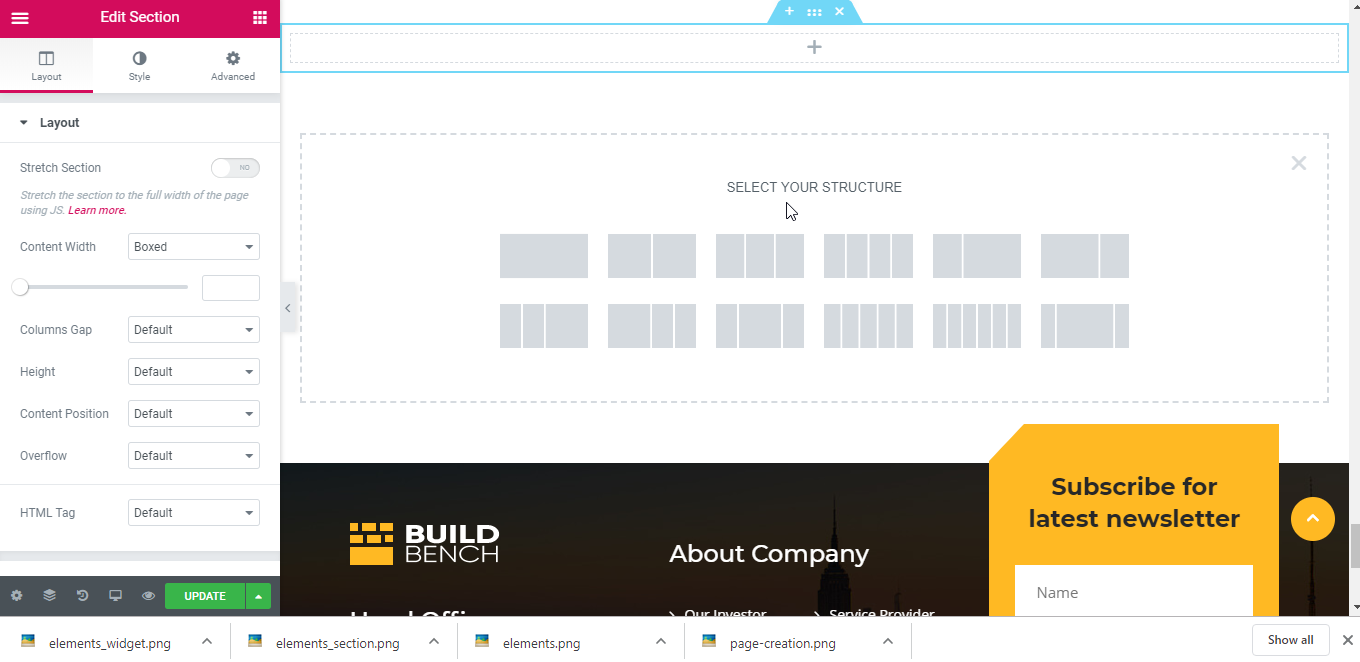 Edit Section
Layout
Style
Advanced
Layout
Stretch Section
NO
Stretch the section to the full width of the page
using JS. Learn more.
Content Width
Boxed
Columns Gap
Default
Height
Default
Content Position
Default
Overflow
Default
HTML Tag
Default
UPDATE
SELECT YOUR STRUCTURE
BUILD
BENCH
About Company
Our Investor
Service Provider
Subscribe for
latest newsletter
Name
elements_widget.png
elements_section.png
elements.png
page-creation.png
Show all